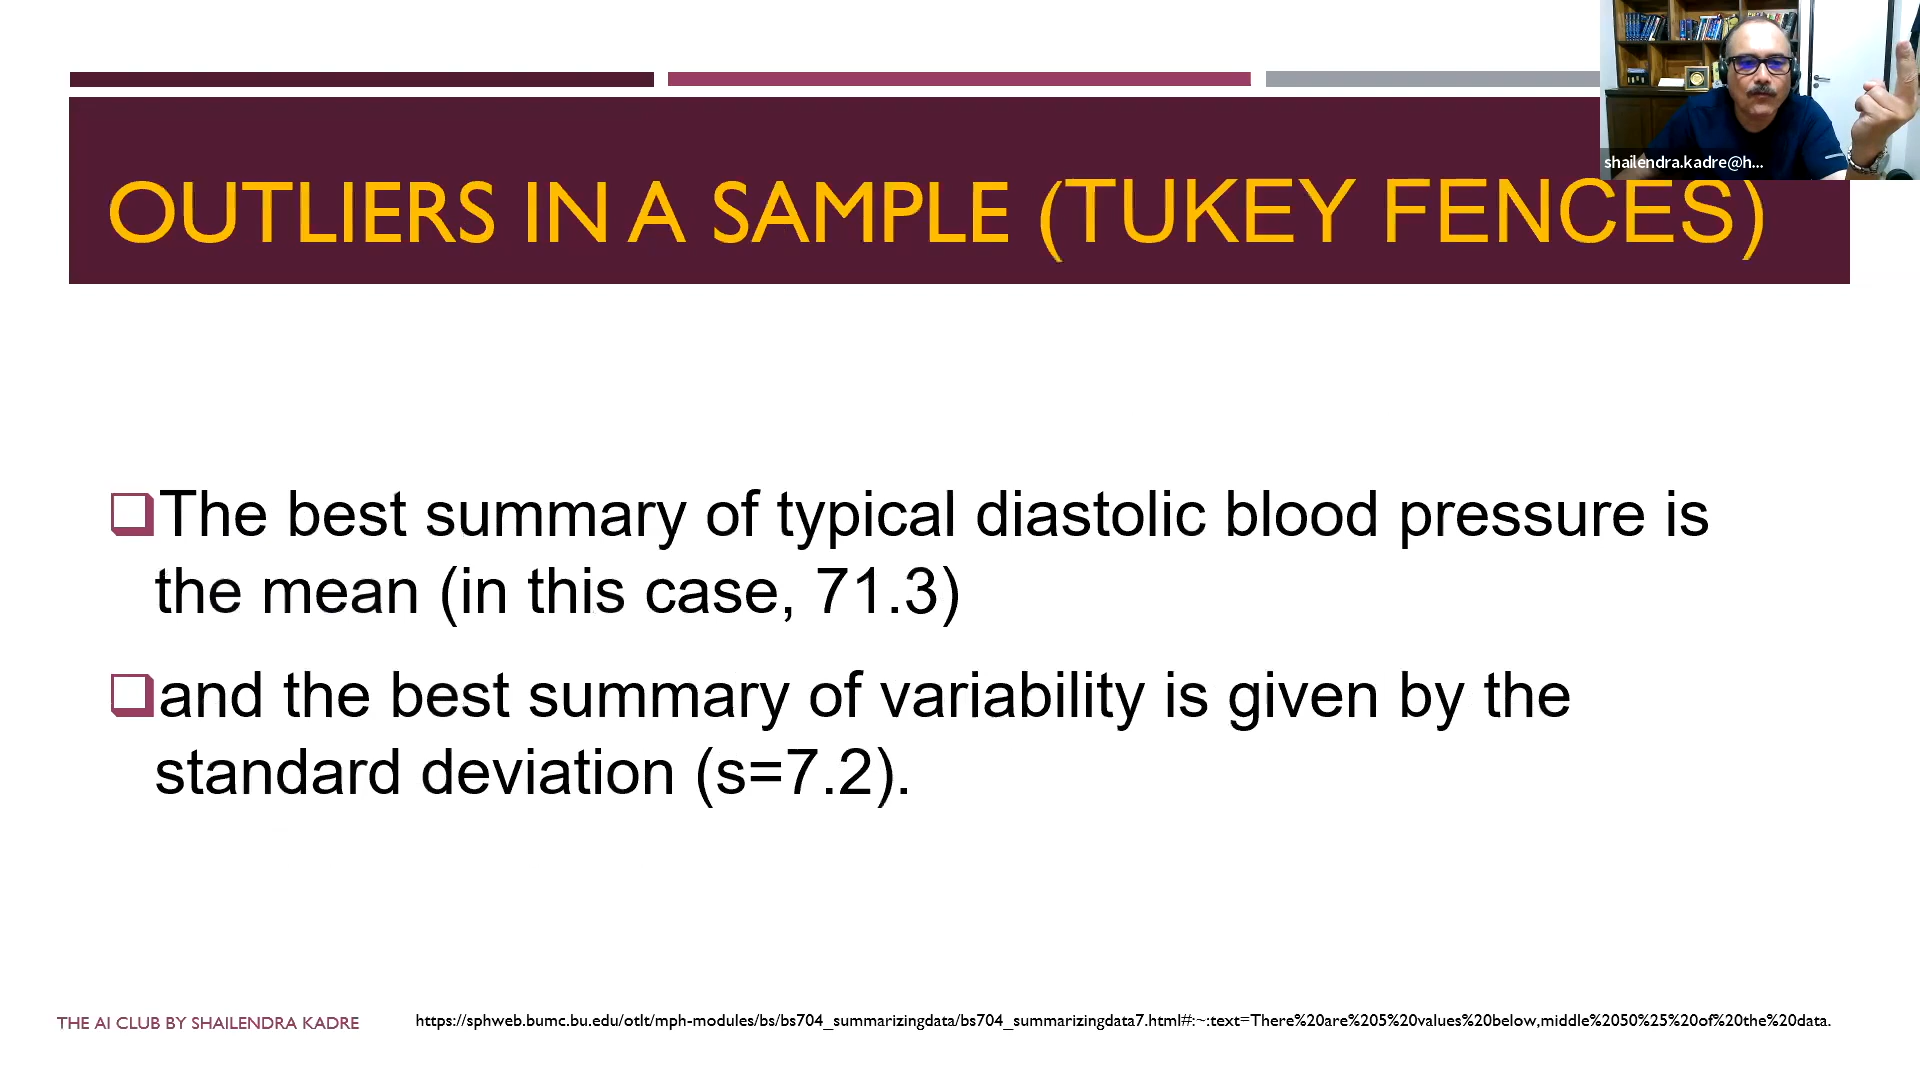 shailendra.kadre@h...
OUTLIERS IN A SAMPLE (TUKEY FENCES)
The best summary of typical diastolic blood pressure is
the mean (in this case, 71.3)
and the best summary of variability is given by the
standard deviation (s=7.2).
THE AI CLUB BY SHAILENDRA KADRE
https://sphweb.bumc.bu.edu/otlt/mph-modules/bs/bs704_summarizingdata/bs704_summarizingdata7.html#:~:text=There%20are%205%20values%20below,middle%2050%25%20of%20the%20data.